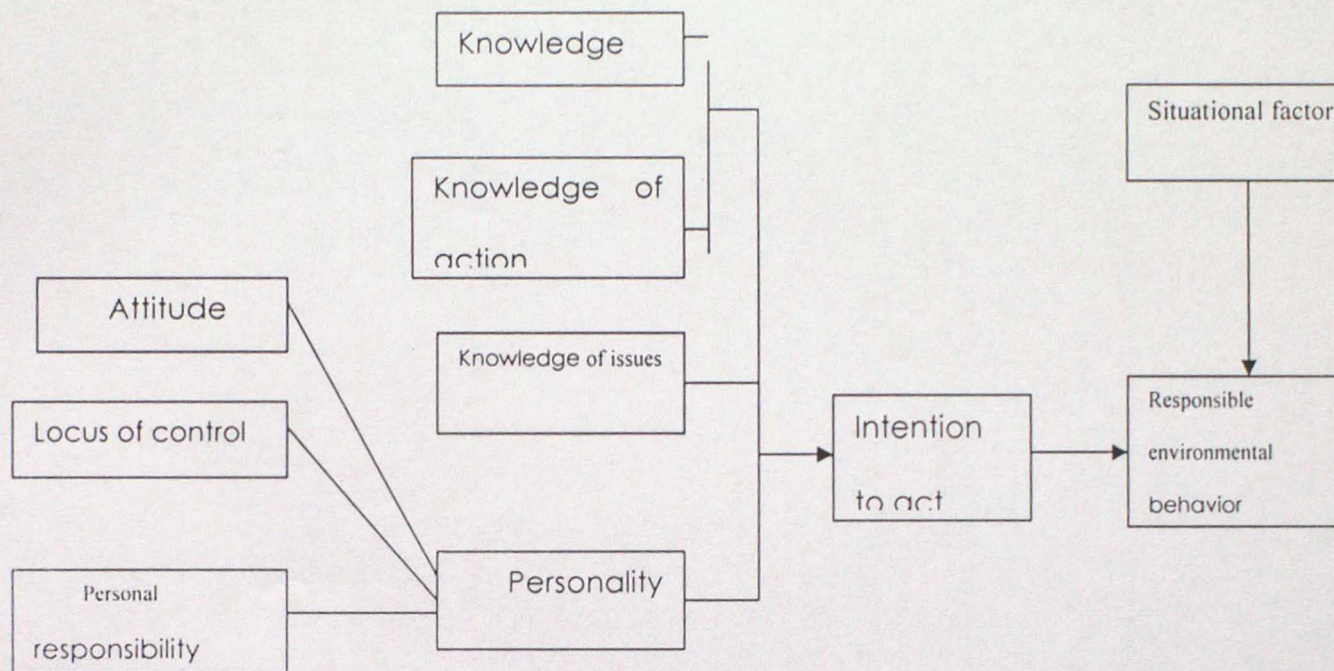 Knowledge
Situational factor
Knowledge of
action
Attitude
Knowledge of issues
Locus of control
Responsible
environmental
behavior
Intention
to act
Personality
Personal
responsibility